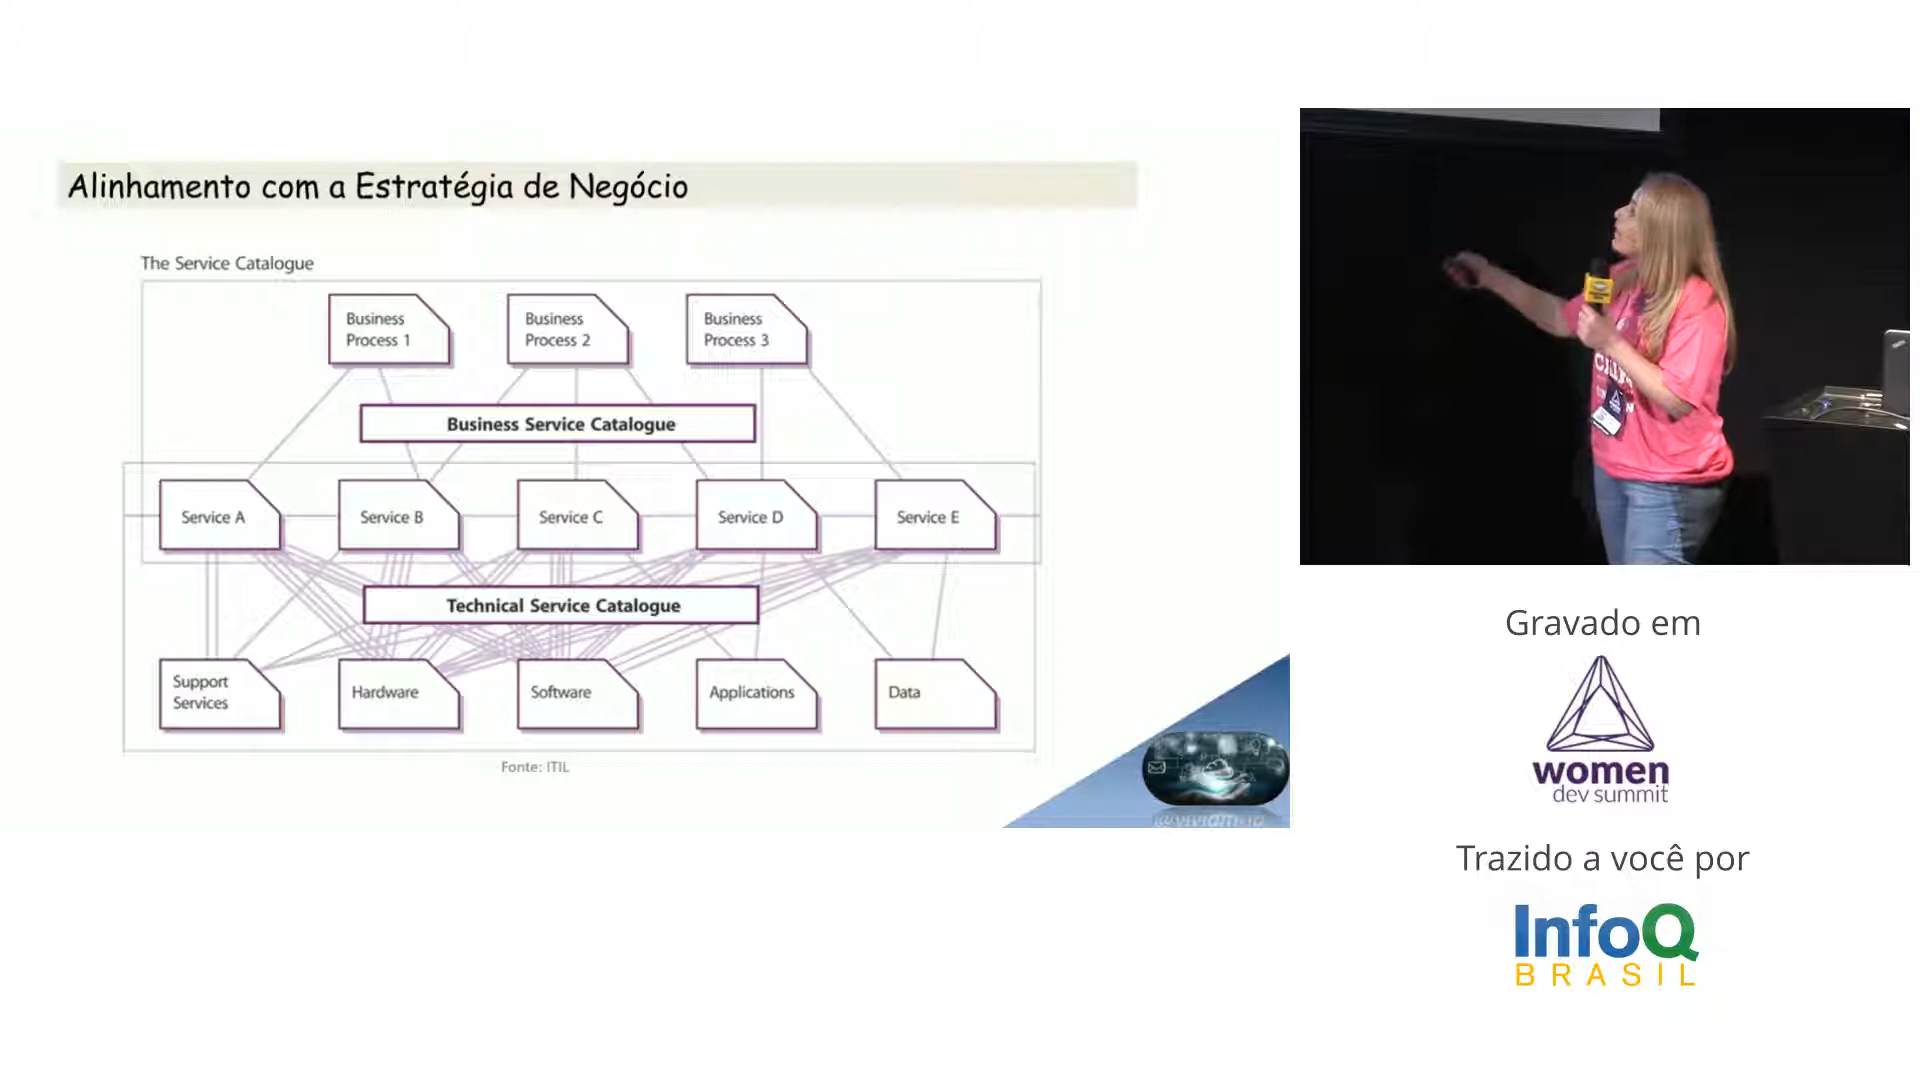 Alinhamento com a Estratégia de Negócio
The Service Catalogue
Business
Process 1
Business
Process 2
Business
Process 3
Business Service Catalogue
Service A
Service B
Service C
Service D
Service E
Technical Service Catalogue
Support
Services
Hardware
Software
Applications
Data
Fonte: ITIL
Gravado em
women
dev summit
Trazido a você por
InfoQ
BRASIL